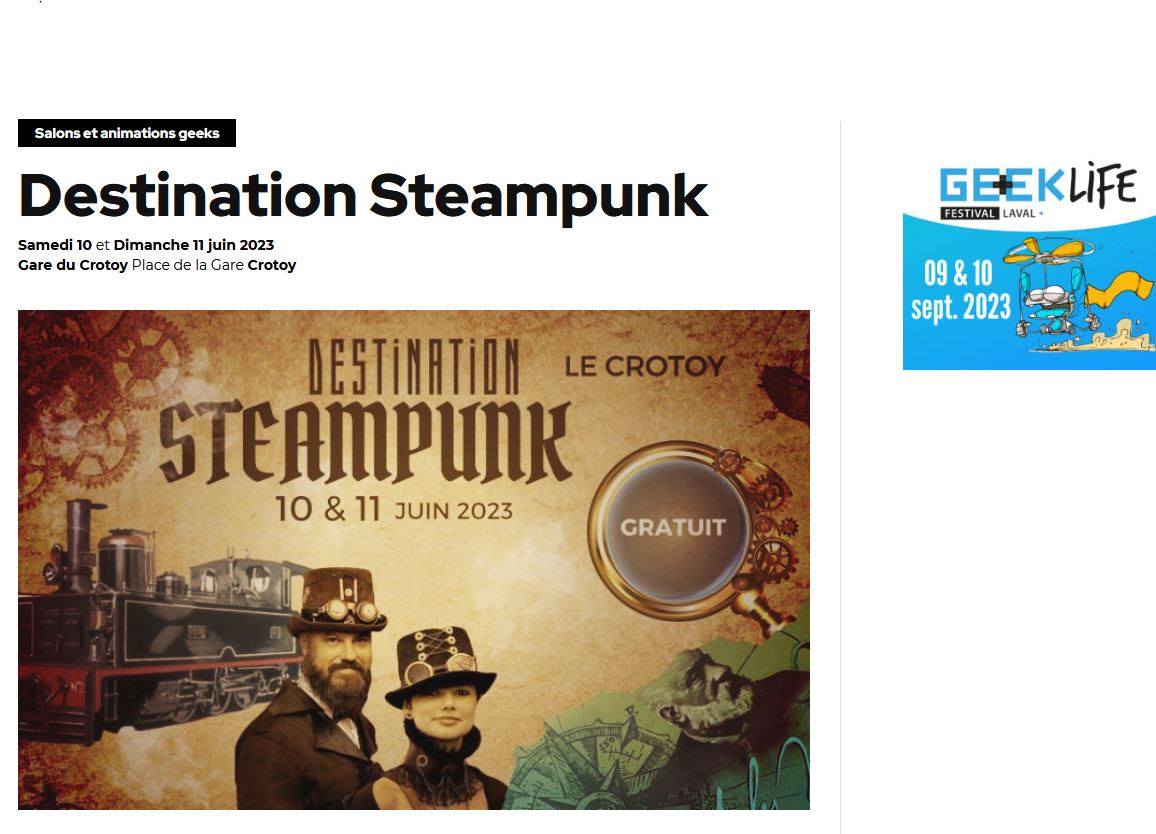 Salons et animations geeks
Destination Steampunk
Samedi 10 et Dimanche 11 juin 2023
Gare du Crotoy Place de la Gare Crotoy
DESTINATION
LE CROTOY
STEAMPUNK
10 & 11 JUIN 2023
GRATUIT
N°2
GEEKLIFE
FESTIVAL LAVAL
09 & 10
sept. 2023